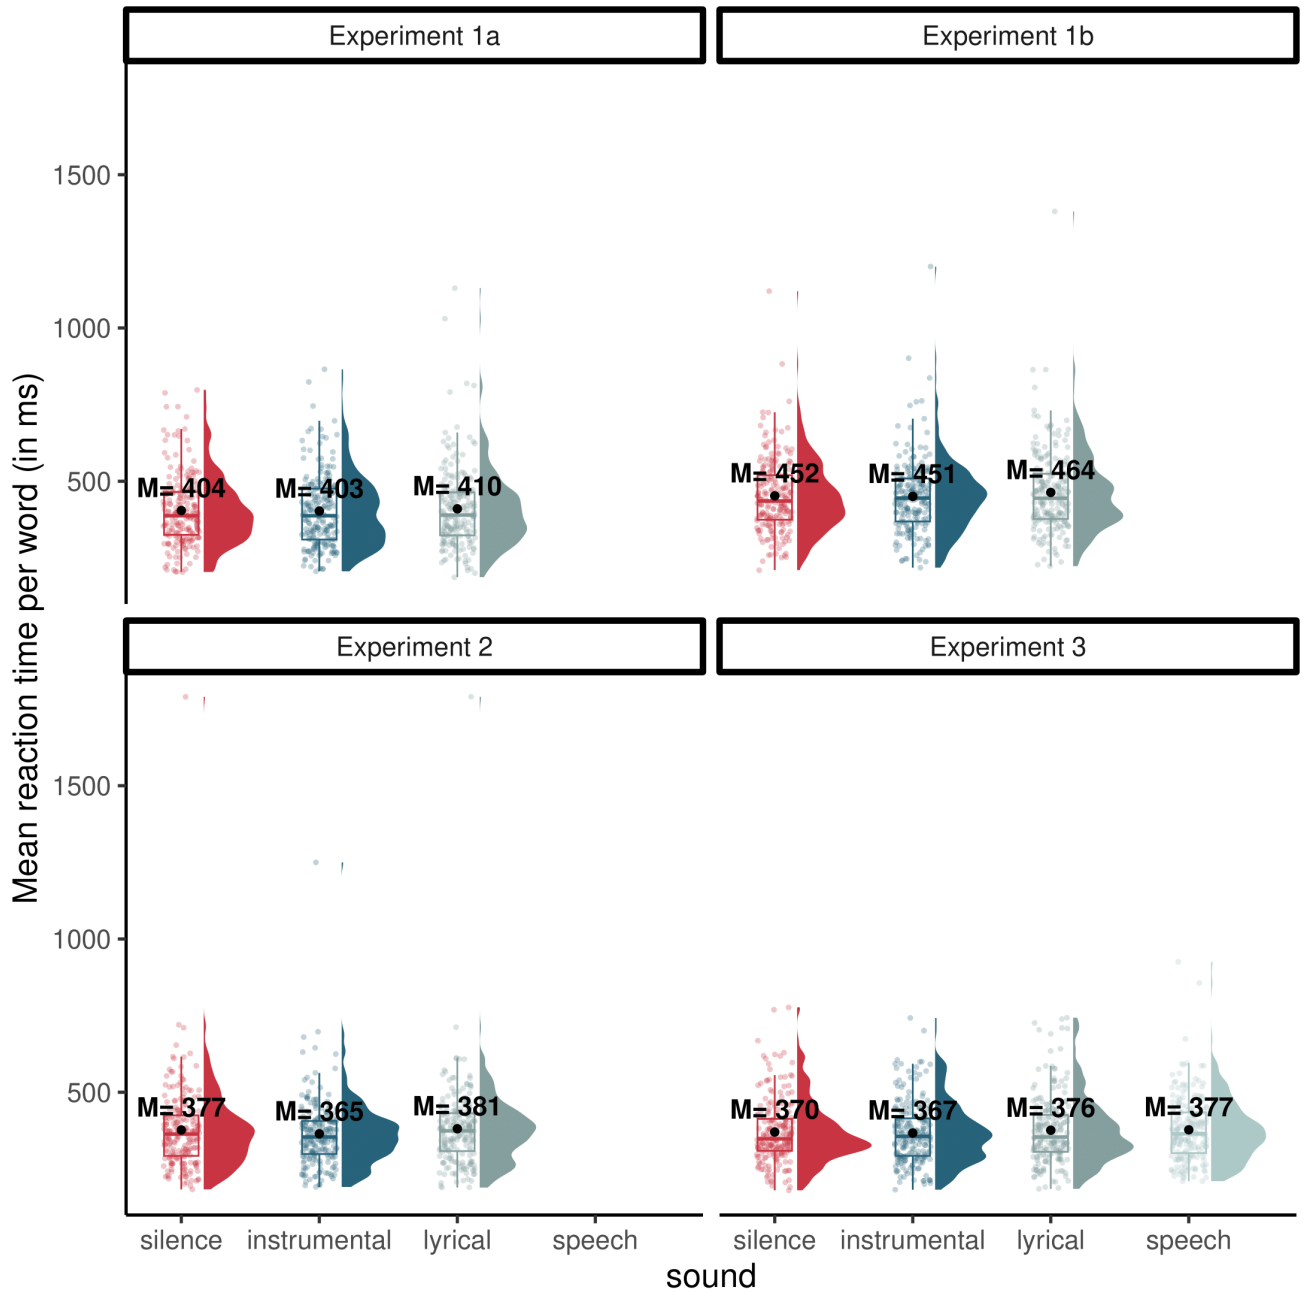 Experiment 1a
Experiment 1b
1500
1000
500
M= 404
M= 403
M= 410
M= 452
M= 451
M= 464
Mean reaction time per word (in ms)
Experiment 2
Experiment 3
1500
1000
500
M= 377
M= 365
M= 381
M= 370
M= 367
M= 376
M= 377
silence
instrumental
lyrical
speech
silence
instrumental
lyrical
speech
sound